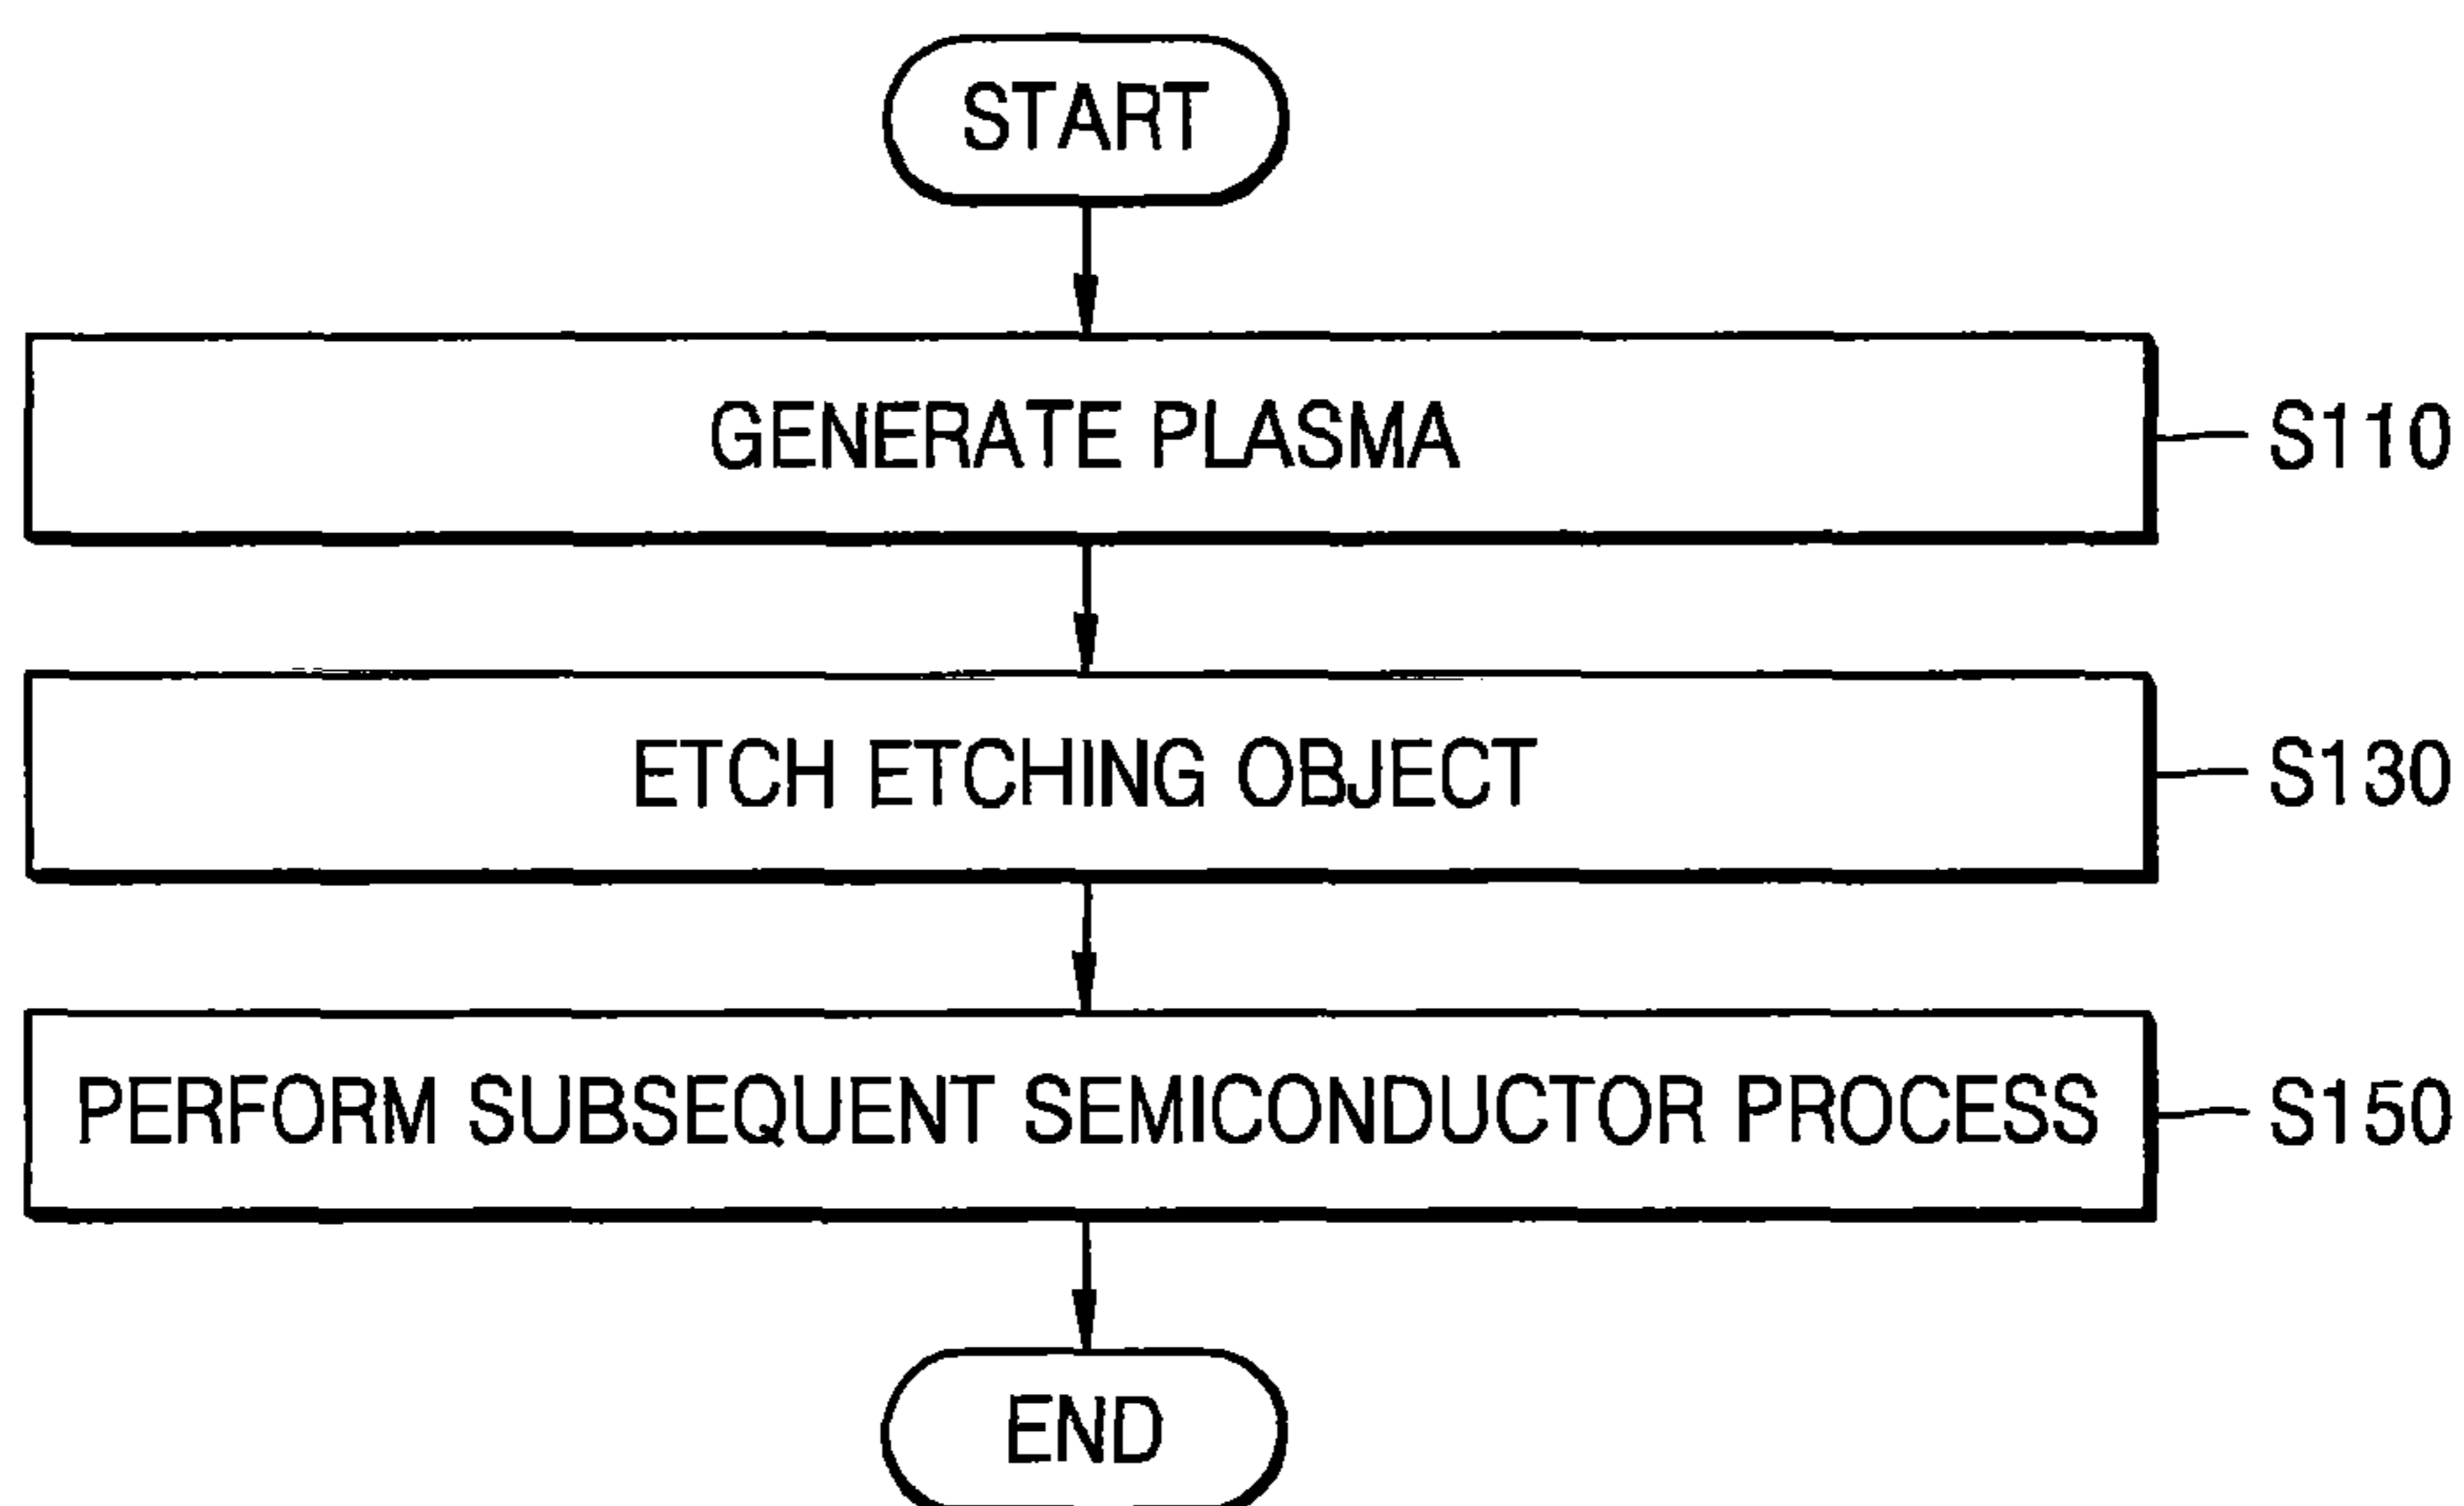 START
GENERATE PLASMA
S110
ETCH ETCHING OBJECT
S130
PERFORM SUBSEQUENT SEMICONDUCTOR PROCESS
S150
END